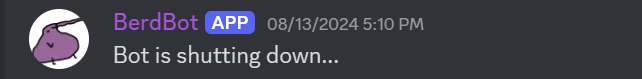 BerdBot APP 08/13/2024 5:10 PM
Bot is shutting down...